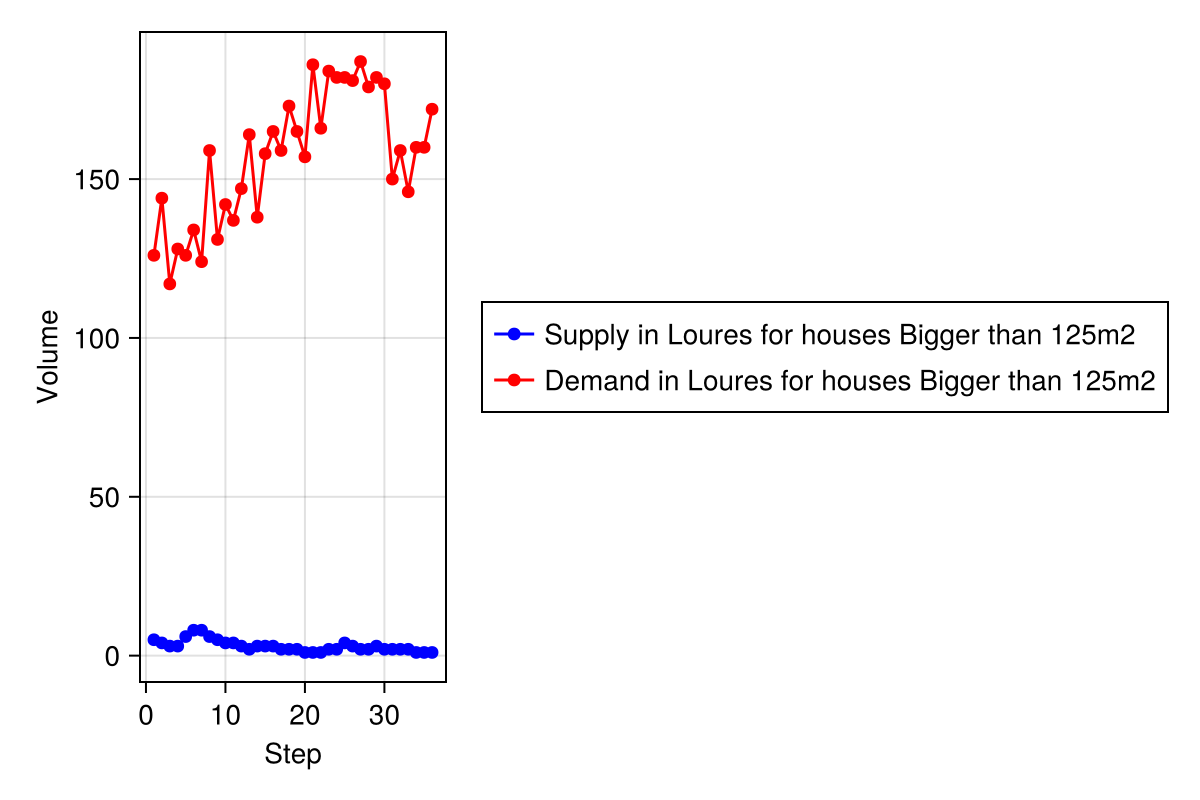 150
100
50
0
Volume
0 10 20 30
Step
Supply in Loures for houses Bigger than 125m2
Demand in Loures for houses Bigger than 125m2